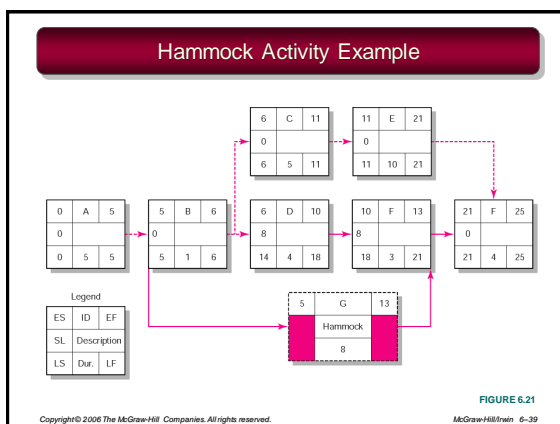 Hammock Activity Example
6 C 11
0
6 5 11
11 E 21
0
11 10 21
0 A 5
0
0 5 5
5 B 6
0
5 1 6
6 D 10
8
14 4 18
10 F 13
8
18 3 21
21 F 25
0
21 4 25
Legend
ES ID EF
SL Description
LS Dur. LF
5 G 13
Hammock
8
FIGURE 6.21
Copyright© 2006 The McGraw-Hill Companies. All rights reserved.
McGraw-Hill/Irwin 6–39